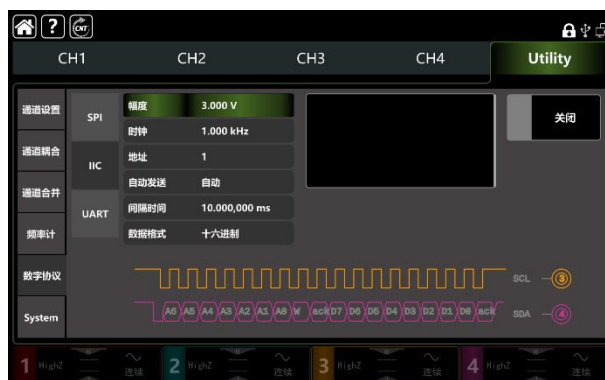 ? CNT
CH1 CH2 CH3 CH4 Utility
通道设置
通道耦合
通道合并
频率计
数字协议
System
SPI
IIC
UART
幅度 3.000 V
时钟 1.000 kHz
地址 1
自动发送 自动
间隔时间 10.000,000 ms
数据格式 十六进制
关闭
SCL 3
A6 A5 A4 A3 A2 A1 A0 W ack D7 D6 D5 D4 D3 D2 D1 D0 ack SDA 4
1 HighZ 连续 2 HighZ 连续 3 HighZ 连续 4 HighZ 连续